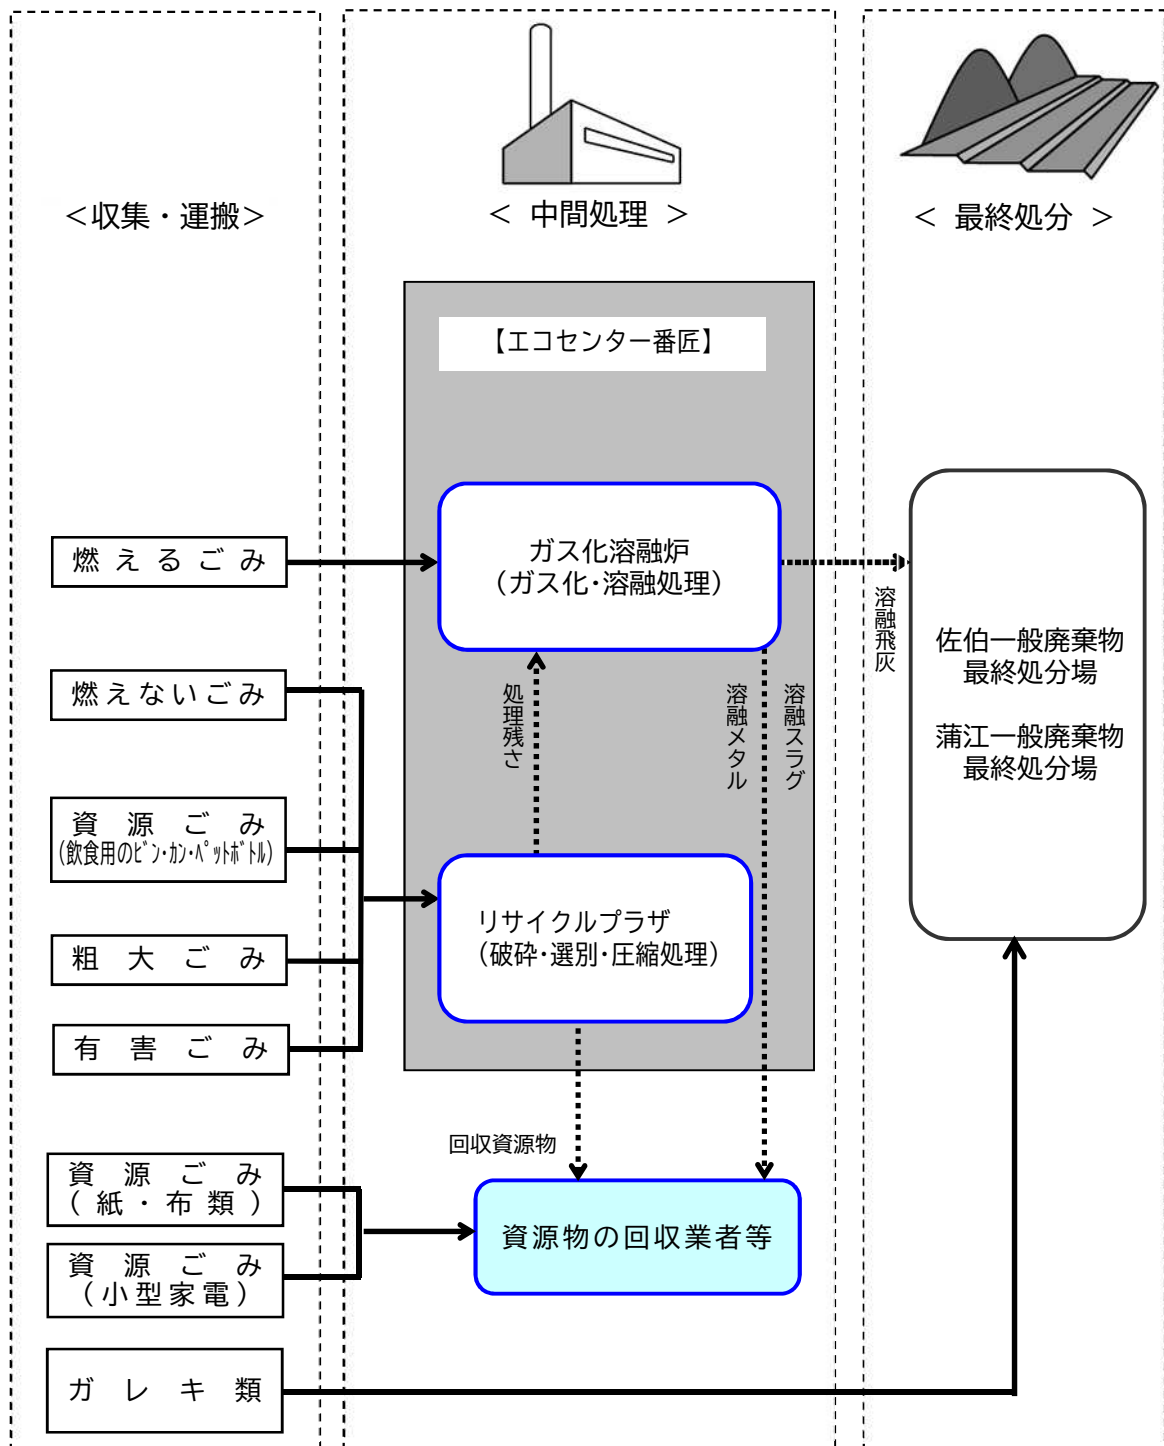 ＜収集・運搬＞
＜ 中間処理 ＞
＜ 最終処分 ＞
【エコセンター番匠】
燃えるごみ
ガス化溶融炉
（ガス化・溶融処理）
溶融飛灰
佐伯一般廃棄物
最終処分場
蒲江一般廃棄物
最終処分場
燃えないごみ
処理残さ
溶融メタル
溶融スラグ
資源ごみ
(飲食用のﾋﾞﾝ・ｶﾝ・ﾍﾟｯﾄﾎﾞﾄﾙ)
リサイクルプラザ
（破砕・選別・圧縮処理）
粗大ごみ
有害ごみ
回収資源物
資源ごみ
（紙・布類）
資源物の回収業者等
資源ごみ
（小型家電）
ガレキ類